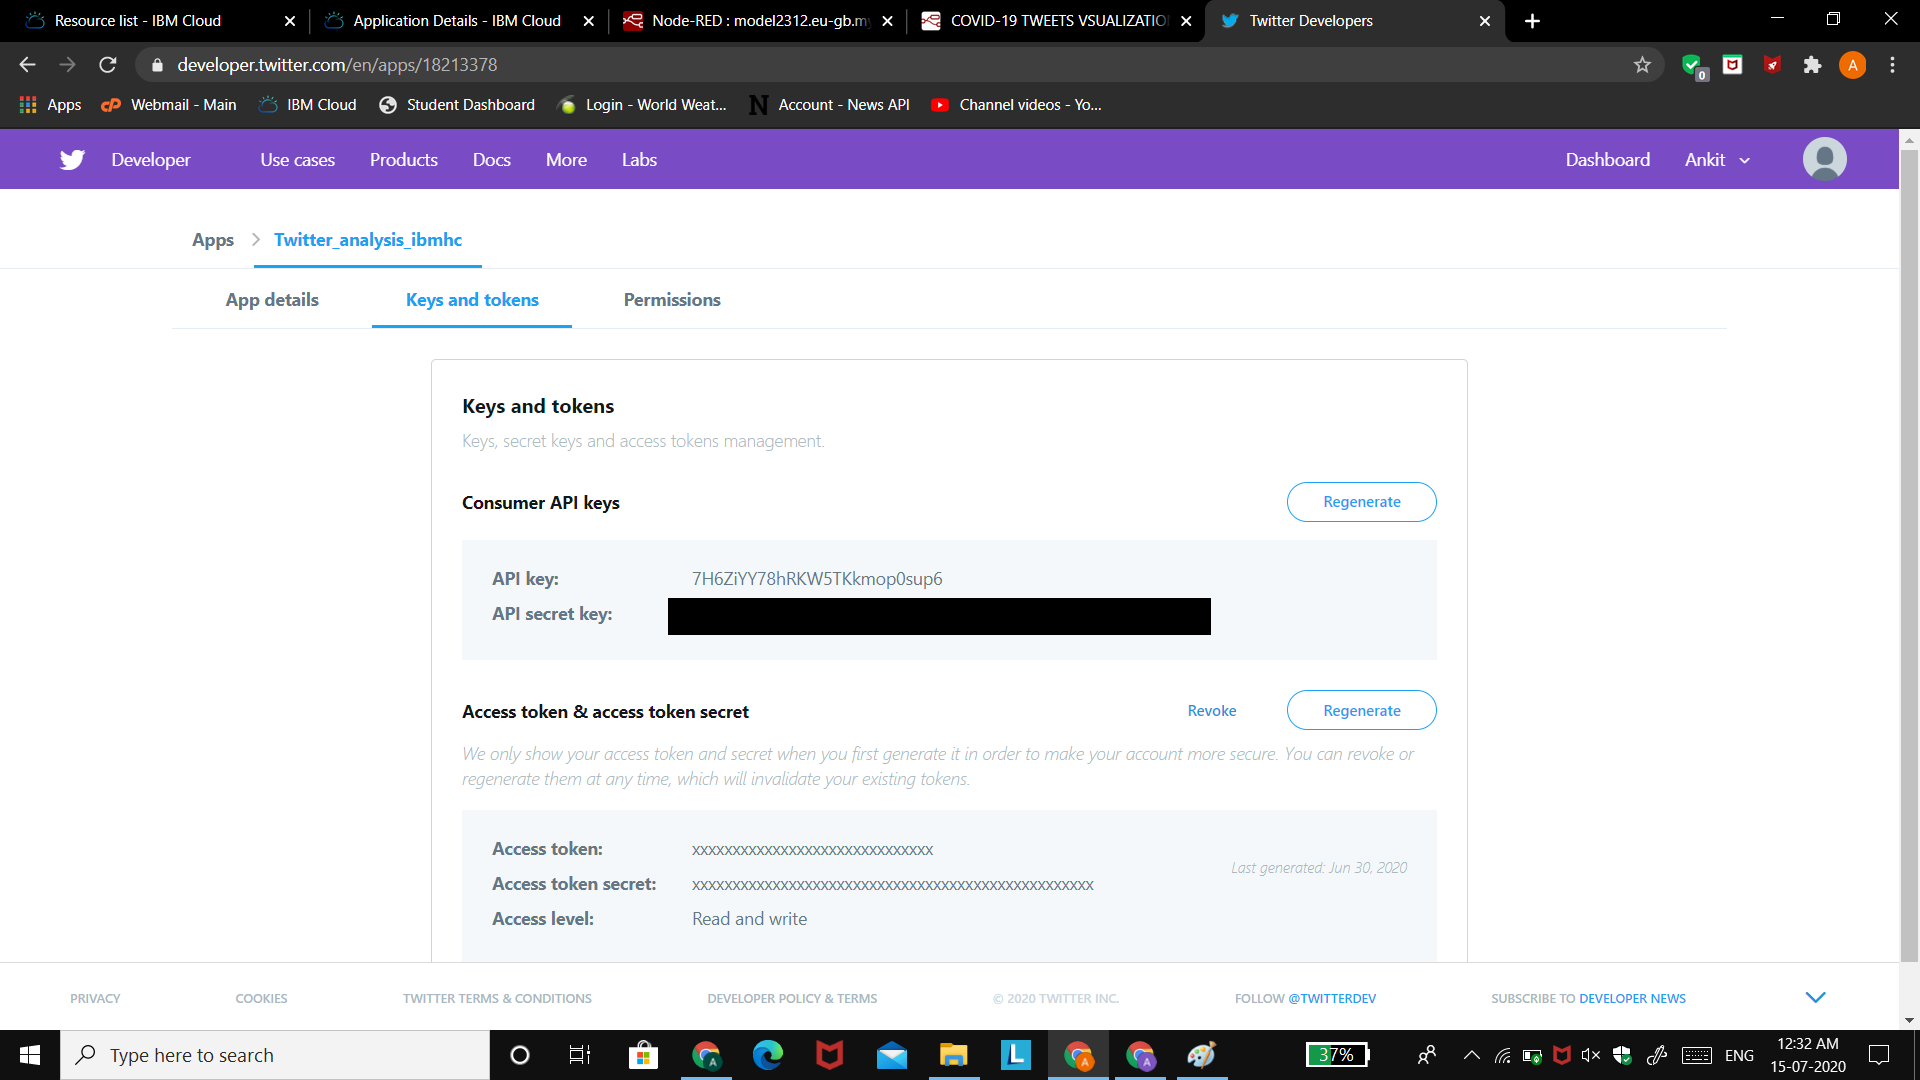 Resource list - IBM Cloud
Application Details - IBM Cloud
Node-RED : model2312.eu-gb.my
COVID-19 TWEETS VSUALIZATIO
Twitter Developers
developer.twitter.com/en/apps/18213378
0
A
Apps
Webmail - Main
IBM Cloud
Student Dashboard
Login - World Weat...
N
Account - News API
Channel videos - Yo...
Developer
Use cases
Products
Docs
More
Labs
Dashboard
Ankit
Apps
Twitter_analysis_ibmhc
App details
Keys and tokens
Permissions
Keys and tokens
Keys, secret keys and access tokens management.
Consumer API keys
Regenerate
API key:
7H6ZiYY78hRKW5TKkmop0sup6
API secret key:
Access token & access token secret
Revoke
Regenerate
We only show your access token and secret when you first generate it in order to make your account more secure. You can revoke or
regenerate them at any time, which will invalidate your existing tokens.
Access token:
xxxxxxxxxxxxxxxxxxxxxxxxxxxxxx
Access token secret:
xxxxxxxxxxxxxxxxxxxxxxxxxxxxxxxxxxxxxxxxxxxxxxxxxx
Last generated: Jun 30, 2020
Access level:
Read and write
PRIVACY
COOKIES
TWITTER TERMS & CONDITIONS
DEVELOPER POLICY & TERMS
© 2020 TWITTER INC.
FOLLOW @TWITTERDEV
SUBSCRIBE TO DEVELOPER NEWS
Type here to search
A
L
A
A
37%
ENG
12:32 AM
15-07-2020